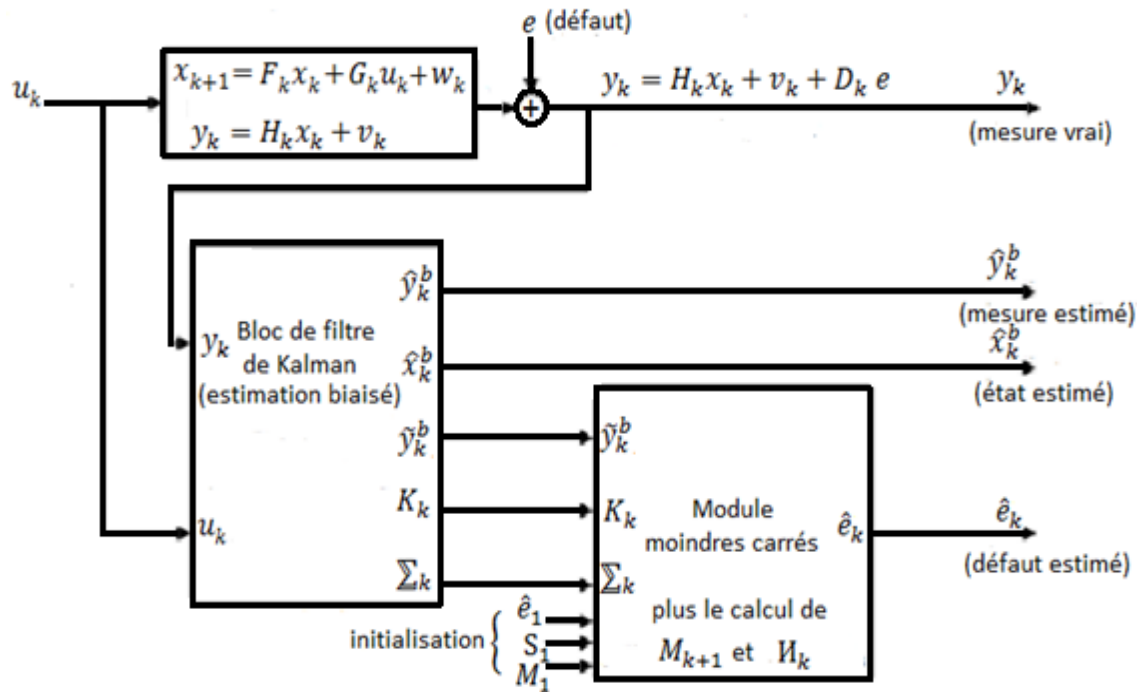 e (défaut)
x_{k+1} = F_k x_k + G_k u_k + w_k
y_k = H_k x_k + v_k
u_k
+
y_k = H_k x_k + v_k + D_k e
y_k
(mesure vrai)
ŷ_k^b
(mesure estimé)
x̂_k^b
(état estimé)
Bloc de filtre
de Kalman
(estimation biaisé)
y_k
u_k
ŷ_k^b
x̂_k^b
ỹ_k^b
K_k
∑_k
ỹ_k^b
K_k
∑_k
Module
moindres carrés
plus le calcul de
M_{k+1} et И_k
ê_k
ê_k
(défaut estimé)
initialisation {
ê_1
S_1
M_1